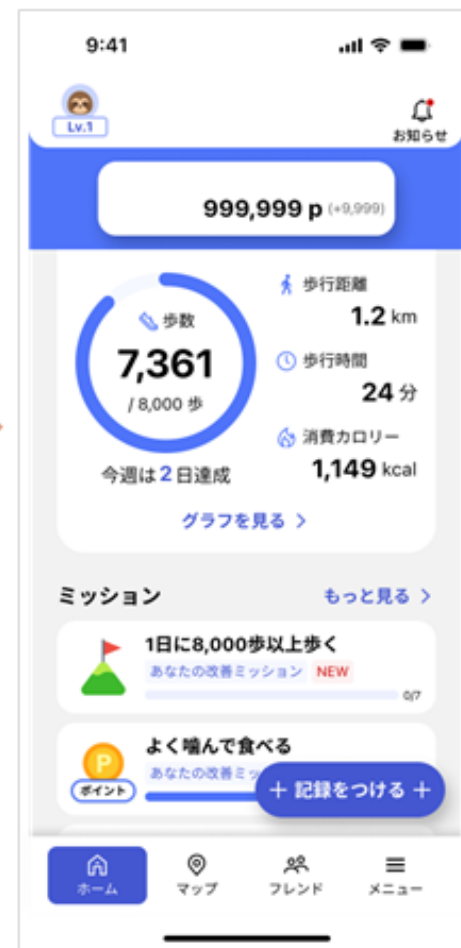 9:41
Lv.1
お知らせ
999,999 p (+9,999)
歩数
7,361
/ 8,000 歩
今週は2日達成
歩行距離
1.2 km
歩行時間
24 分
消費カロリー
1,149 kcal
グラフを見る >
ミッション
もっと見る >
1日に8,000歩以上歩く
あなたの改善ミッション NEW
0/7
よく噛んで食べる
P
ポイント
あなたの改善ミッ
+ 記録をつける +
ホーム
マップ
フレンド
メニュー